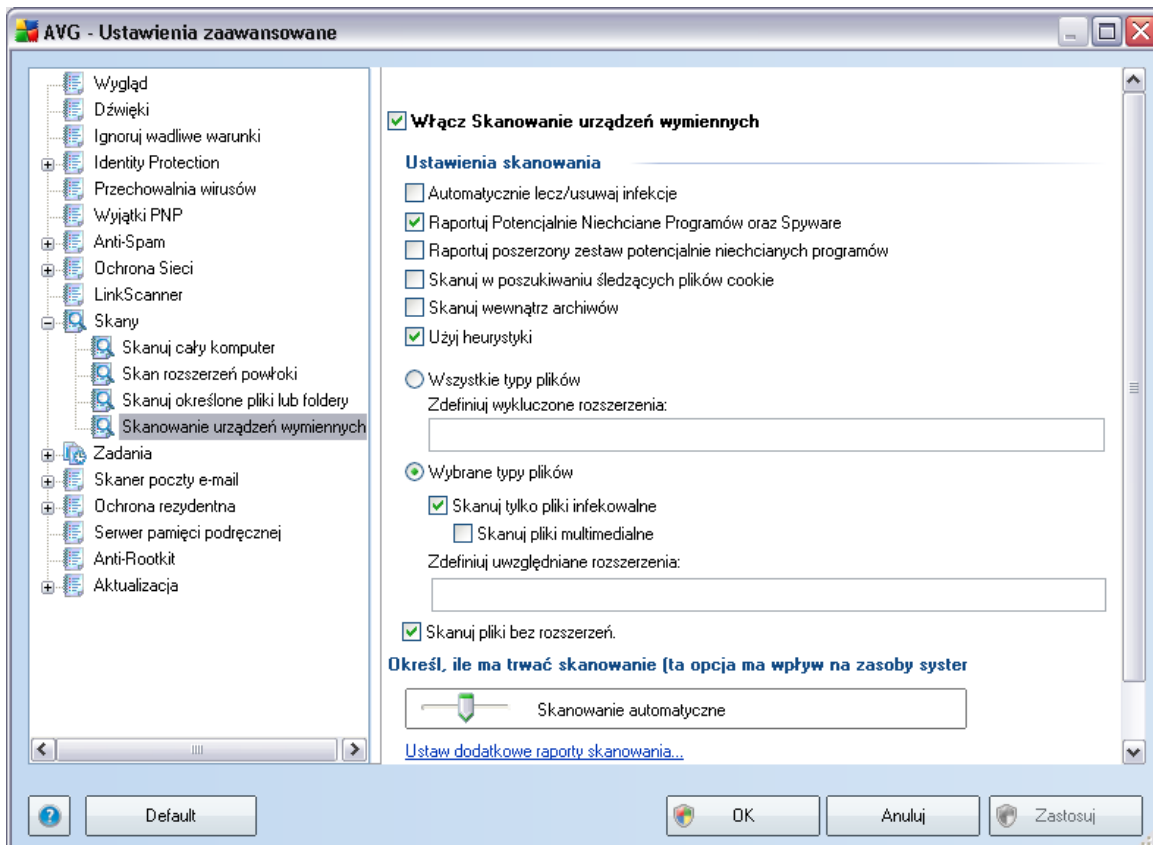 AVG - Ustawienia zaawansowane
Wygląd
Dźwięki
Ignoruj wadliwe warunki
Identity Protection
Przechowalnia wirusów
Wyjątki PNP
Anti-Spam
Ochrona Sieci
LinkScanner
Skany
Skanuj cały komputer
Skan rozszerzeń powłoki
Skanuj określone pliki lub foldery
Skanowanie urządzeń wymiennych
Zadania
Skaner poczty e-mail
Ochrona rezydentna
Serwer pamięci podręcznej
Anti-Rootkit
Aktualizacja
Włącz Skanowanie urządzeń wymiennych
Ustawienia skanowania
Automatycznie lecz/usuwaj infekcje
Raportuj Potencjalnie Niechciane Programów oraz Spyware
Raportuj poszerzony zestaw potencjalnie niechcianych programów
Skanuj w poszukiwaniu śledzących plików cookie
Skanuj wewnątrz archiwów
Użyj heurystyki
Wszystkie typy plików
Zdefiniuj wykluczone rozszerzenia:
Wybrane typy plików
Skanuj tylko pliki infekowalne
Skanuj pliki multimedialne
Zdefiniuj uwzględniane rozszerzenia:
Skanuj pliki bez rozszerzeń.
Określ, ile ma trwać skanowanie (ta opcja ma wpływ na zasoby syster
Skanowanie automatyczne
Ustaw dodatkowe raporty skanowania...
Default
OK
Anuluj
Zastosuj